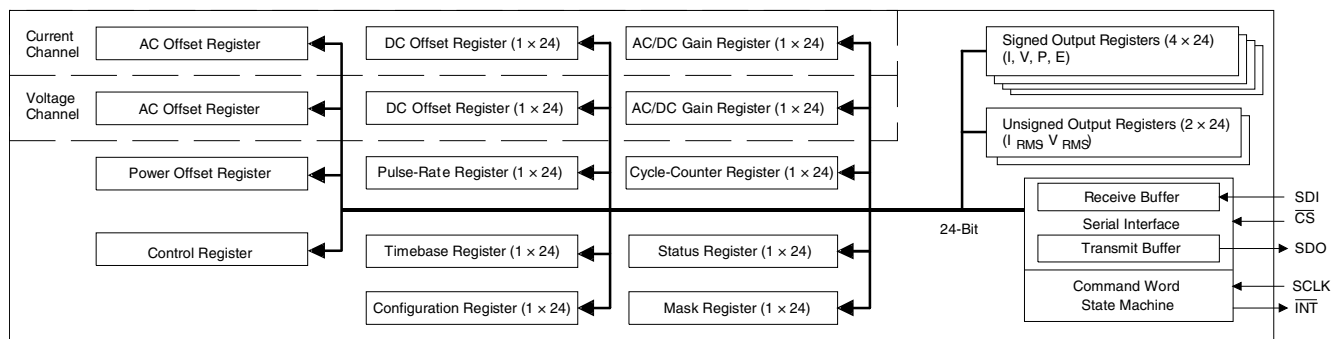 Current
Channel
AC Offset Register
DC Offset Register (1 × 24)
AC/DC Gain Register (1 × 24)
Signed Output Registers (4 × 24)
(I, V, P, E)
Voltage
Channel
AC Offset Register
DC Offset Register (1 × 24)
AC/DC Gain Register (1 × 24)
Unsigned Output Registers (2 × 24)
(I RMS V RMS)
Power Offset Register
Pulse-Rate Register (1 × 24)
Cycle-Counter Register (1 × 24)
Receive Buffer
SDI
24-Bit
Serial Interface
CS
Control Register
Timebase Register (1 × 24)
Status Register (1 × 24)
Transmit Buffer
SDO
Configuration Register (1 × 24)
Mask Register (1 × 24)
Command Word
State Machine
SCLK
INT